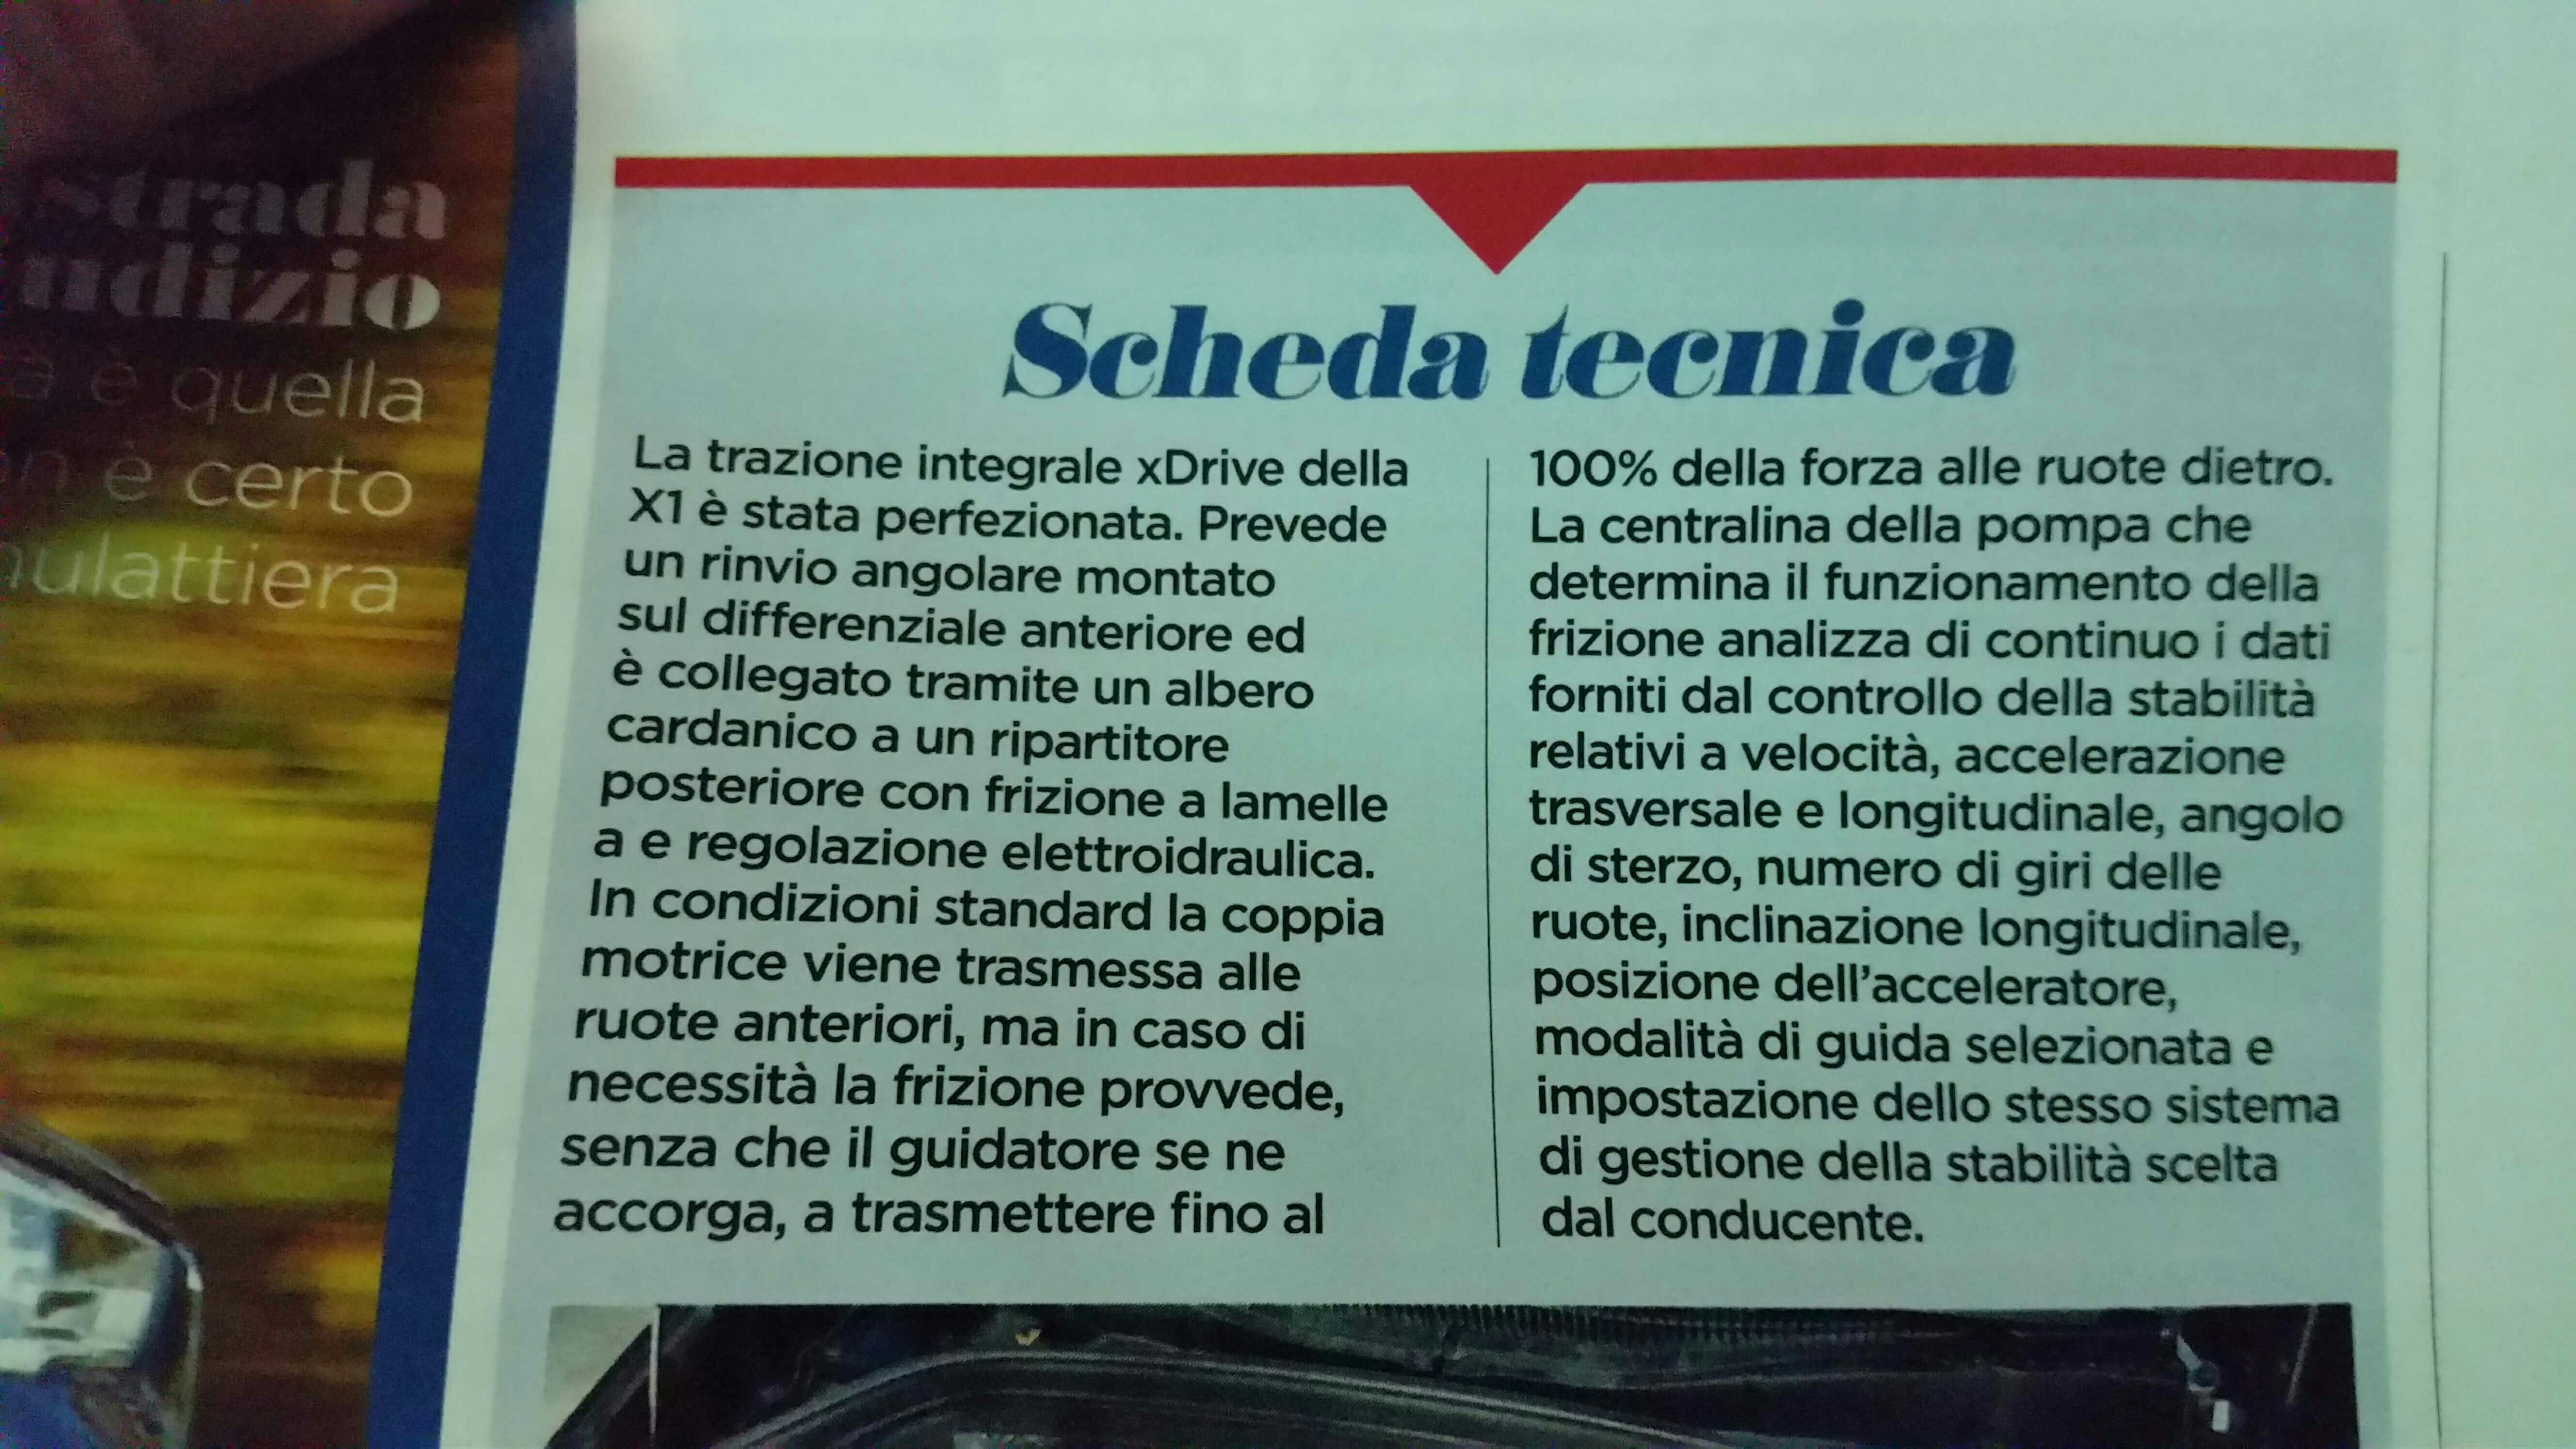 strada
è quella
è certo
Scheda tecnica
La trazione integrale xDrive della
X1 è stata perfezionata. Prevede
un rinvio angolare montato
sul differenziale anteriore ed
è collegato tramite un albero
cardanico a un ripartitore
posteriore con frizione a lamelle
a e regolazione elettroidraulica.
In condizioni standard la coppia
motrice viene trasmessa alle
ruote anteriori, ma in caso di
necessità la frizione provvede,
senza che il guidatore se ne
accorga, a trasmettere fino al
100% della forza alle ruote dietro.
La centralina della pompa che
determina il funzionamento della
frizione analizza di continuo i dati
forniti dal controllo della stabilità
relativi a velocità, accelerazione
trasversale e longitudinale, angolo
di sterzo, numero di giri delle
ruote, inclinazione longitudinale,
posizione dell'acceleratore,
modalità di guida selezionata e
impostazione dello stesso sistema
di gestione della stabilità scelta
dal conducente.